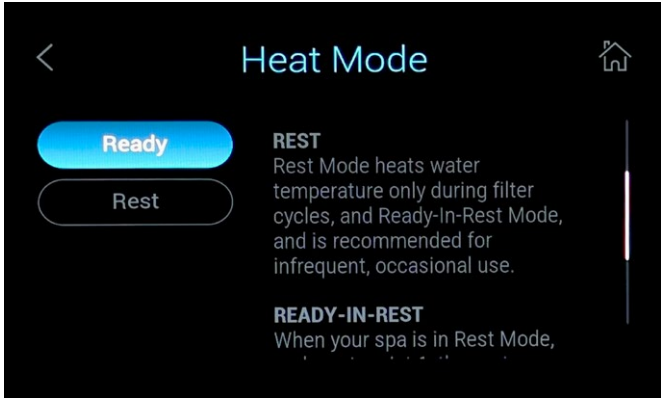 Heat Mode
Ready
Rest
REST
Rest Mode heats water
temperature only during filter
cycles, and Ready-In-Rest Mode,
and is recommended for
infrequent, occasional use.
READY-IN-REST
When your spa is in Rest Mode,